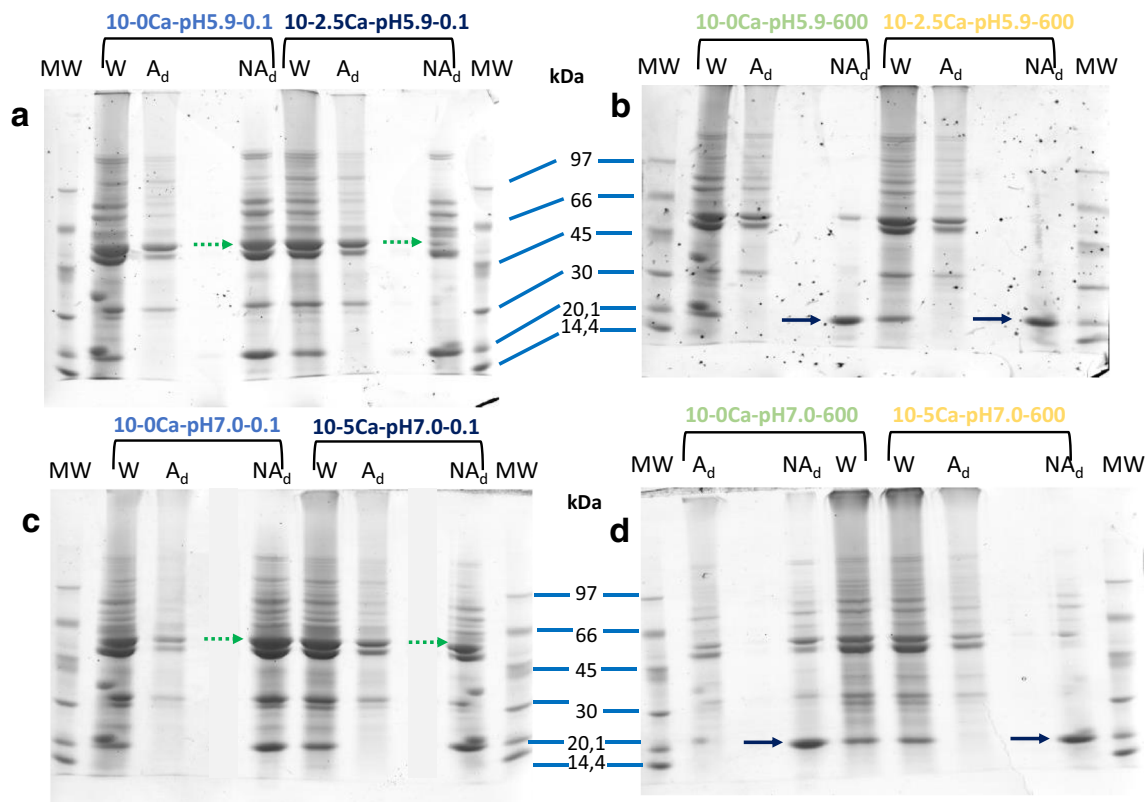 10-0Ca-pH5.9-0.1 10-2.5Ca-pH5.9-0.1
MW W Ad NAd W Ad NAd MW
a
10-0Ca-pH5.9-600 10-2.5Ca-pH5.9-600
MW W Ad NAd W Ad NAd MW
b
kDa
97
66
45
30
20,1
14,4
10-0Ca-pH7.0-0.1 10-5Ca-pH7.0-0.1
MW W Ad NAd W Ad NAd MW
c
10-0Ca-pH7.0-600 10-5Ca-pH7.0-600
MW Ad NAd W W Ad NAd MW
d
kDa
97
66
45
30
20,1
14,4